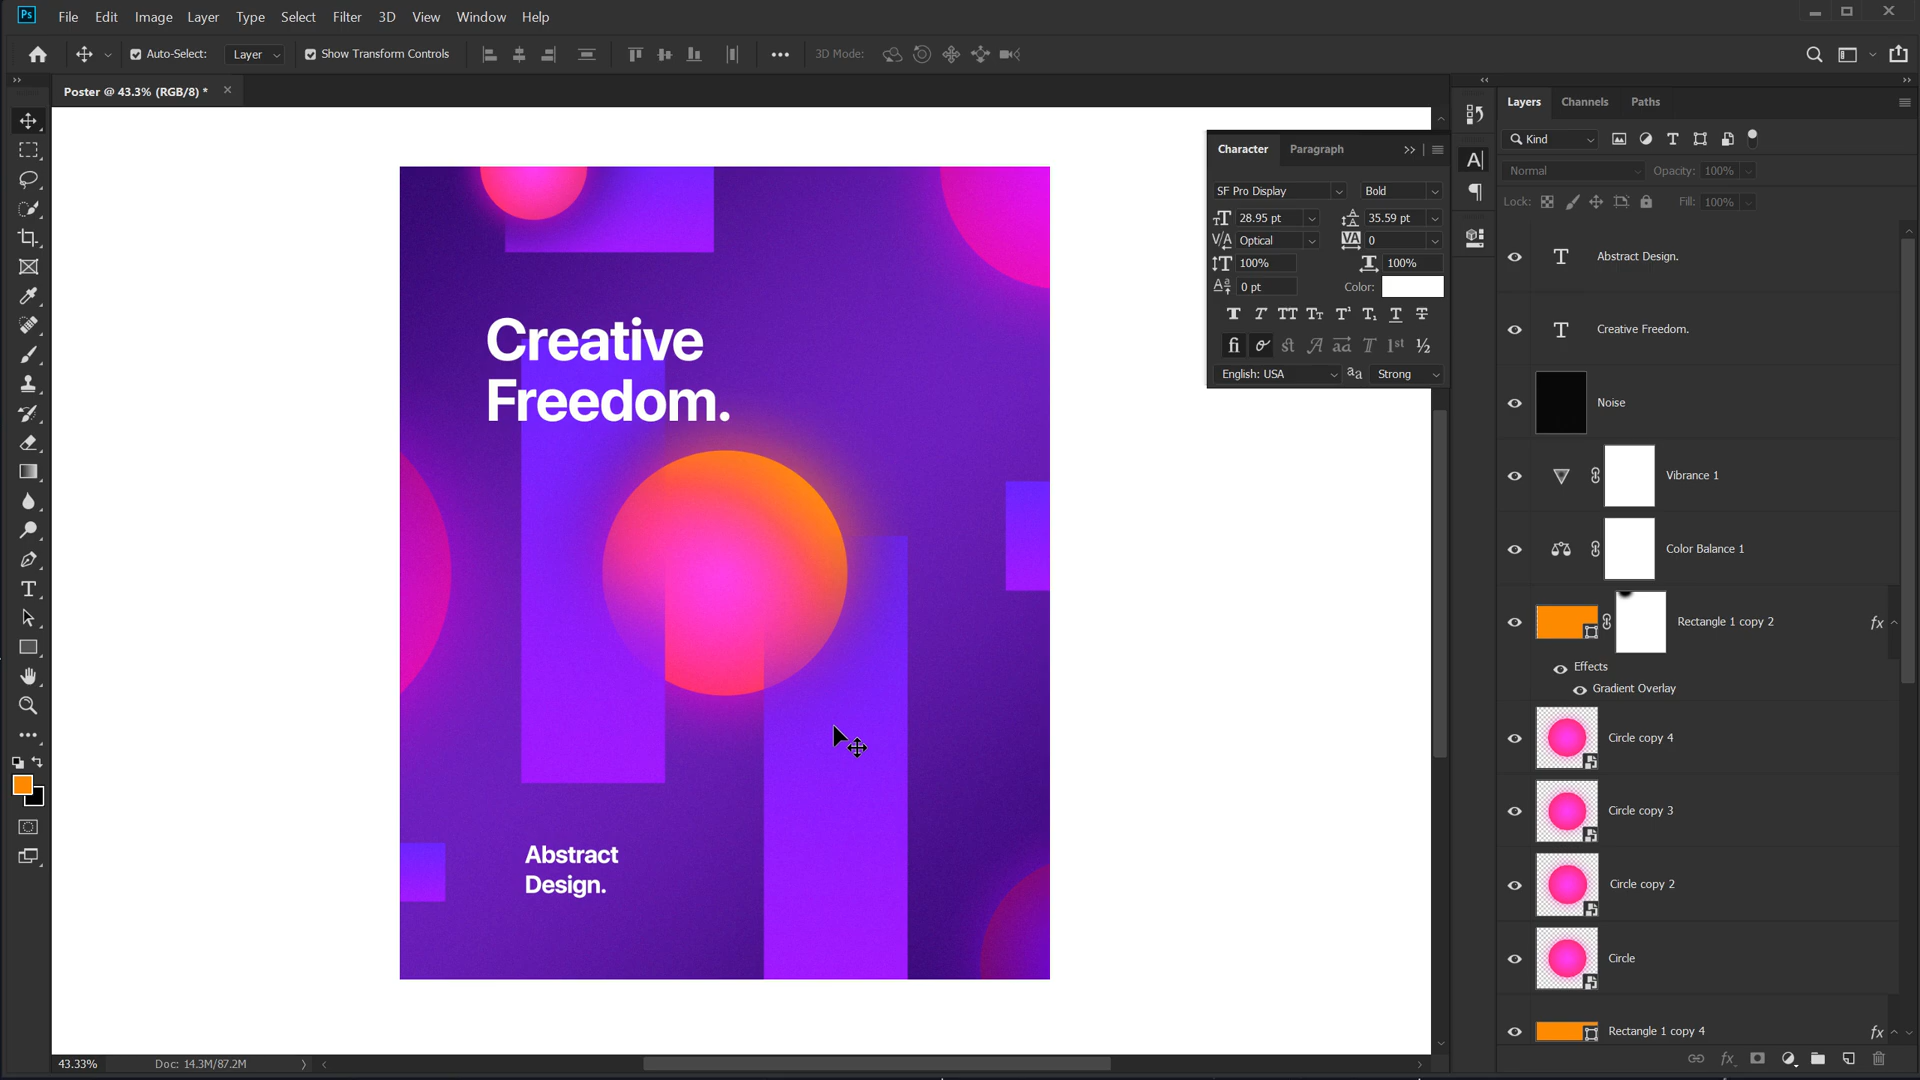 Ps File Edit Image Layer Type Select Filter 3D View Window Help
Auto-Select: Layer Show Transform Controls 3D Mode:
Poster @ 43.3% (RGB/8) *
Creative
Freedom.
Abstract
Design.
Character Paragraph
SF Pro Display Bold
28.95 pt 35.59 pt
Optical 0
100% 100%
0 pt Color:
English: USA Strong
Layers Channels Paths
Kind
Normal Opacity: 100%
Lock: Fill: 100%
Abstract Design.
Creative Freedom.
Noise
Vibrance 1
Color Balance 1
Rectangle 1 copy 2 fx
Effects
Gradient Overlay
Circle copy 4
Circle copy 3
Circle copy 2
Circle
Rectangle 1 copy 4 fx
43.33% Doc: 14.3M/87.2M